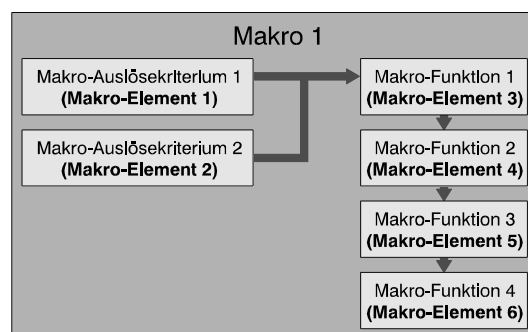 Makro 1
Makro-Auslösekriterium 1
(Makro-Element 1)
Makro-Auslösekriterium 2
(Makro-Element 2)
Makro-Funktion 1
(Makro-Element 3)
Makro-Funktion 2
(Makro-Element 4)
Makro-Funktion 3
(Makro-Element 5)
Makro-Funktion 4
(Makro-Element 6)